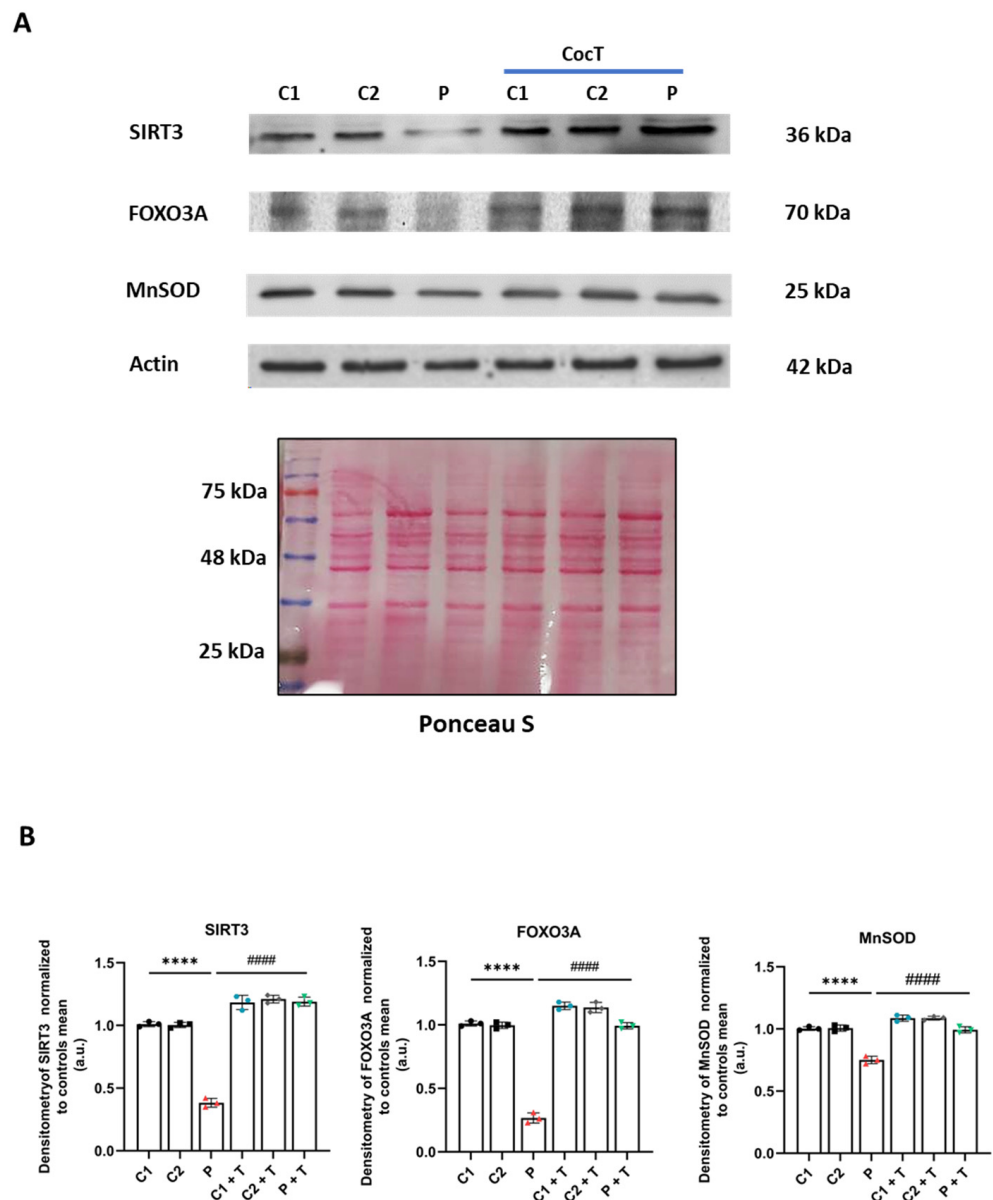 A
CocT
C1 C2 P C1 C2 P
SIRT3 36 kDa
FOXO3A 70 kDa
MnSOD 25 kDa
Actin 42 kDa
75 kDa
48 kDa
25 kDa
Ponceau S
B
SIRT3
Densitometryof SIRT3 normalized
to controls mean
(a.u.)
1.5
1.0
0.5
0.0
**** ####
C1 C2 P C1 + T C2 + T P + T
FOXO3A
Densitometry of FOXO3A normalized
to controls mean
(a.u.)
1.5
1.0
0.5
0.0
**** ####
C1 C2 P C1 + T C2 + T P + T
MnSOD
Densitometry of MnSOD normalized
to controls mean
(a.u.)
1.5
1.0
0.5
0.0
**** ####
C1 C2 P C1 + T C2 + T P + T